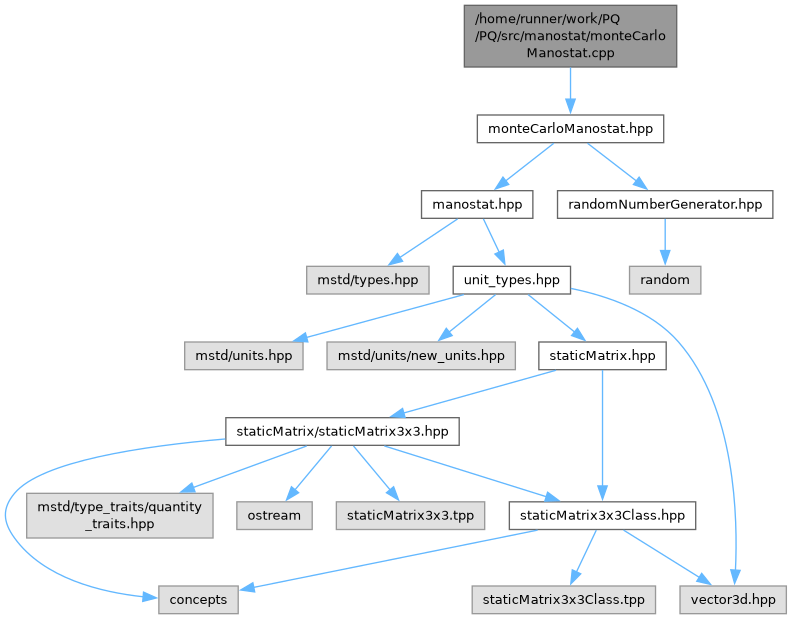 /home/runner/work/PQ
/PQ/src/manostat/monteCarlo
Manostat.cpp
monteCarloManostat.hpp
manostat.hpp
randomNumberGenerator.hpp
mstd/types.hpp
unit_types.hpp
random
mstd/units.hpp
mstd/units/new_units.hpp
staticMatrix.hpp
staticMatrix/staticMatrix3x3.hpp
mstd/type_traits/quantity
_traits.hpp
ostream
staticMatrix3x3.tpp
staticMatrix3x3Class.hpp
concepts
staticMatrix3x3Class.tpp
vector3d.hpp